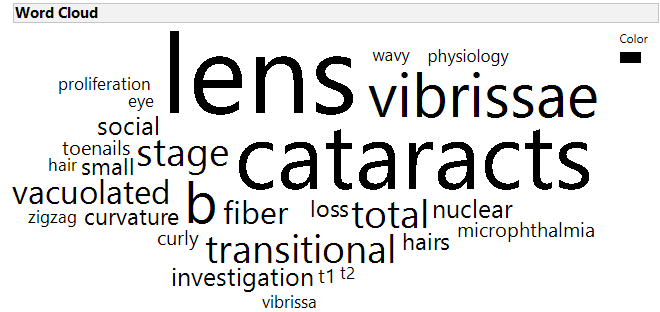 Word Cloud
Color
lens
wavy
physiology
proliferation
vibrissae
eye
social
cataracts
toenails
stage
hair
small
vacuolated
b
fiber
loss
total
nuclear
zigzag
curvature
microphthalmia
curly
transitional
hairs
investigation
t1
t2
vibrissa